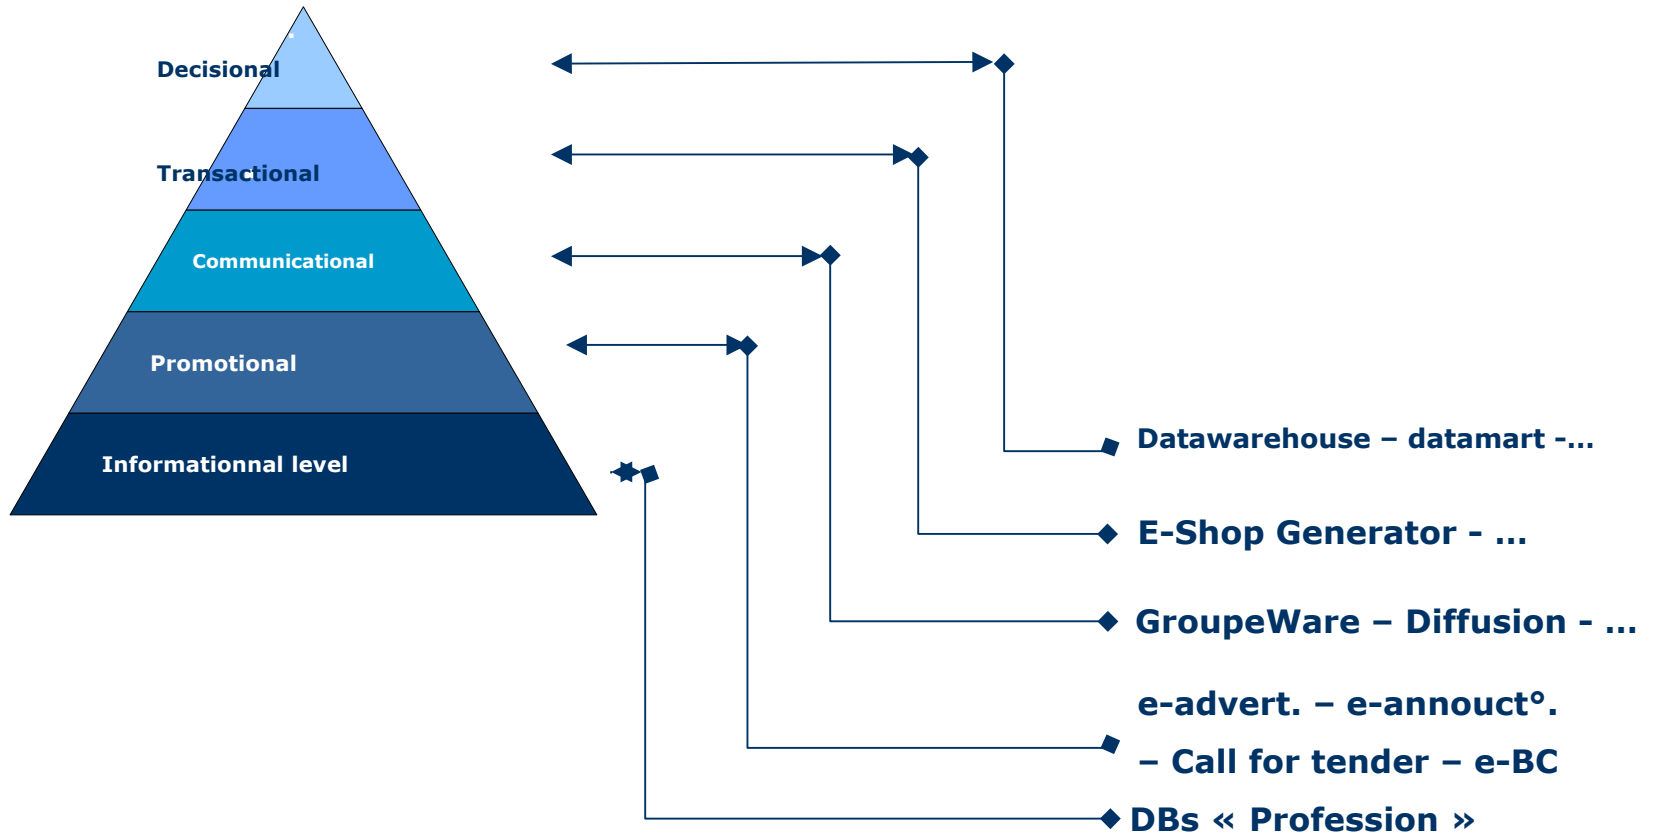 Decisional
Transactional
Communicational
Promotional
Informationnal level
Datawarehouse – datamart -...
E-Shop Generator - ...
GroupeWare – Diffusion - ...
e-advert. – e-annouct°.
– Call for tender – e-BC
DBs « Profession »